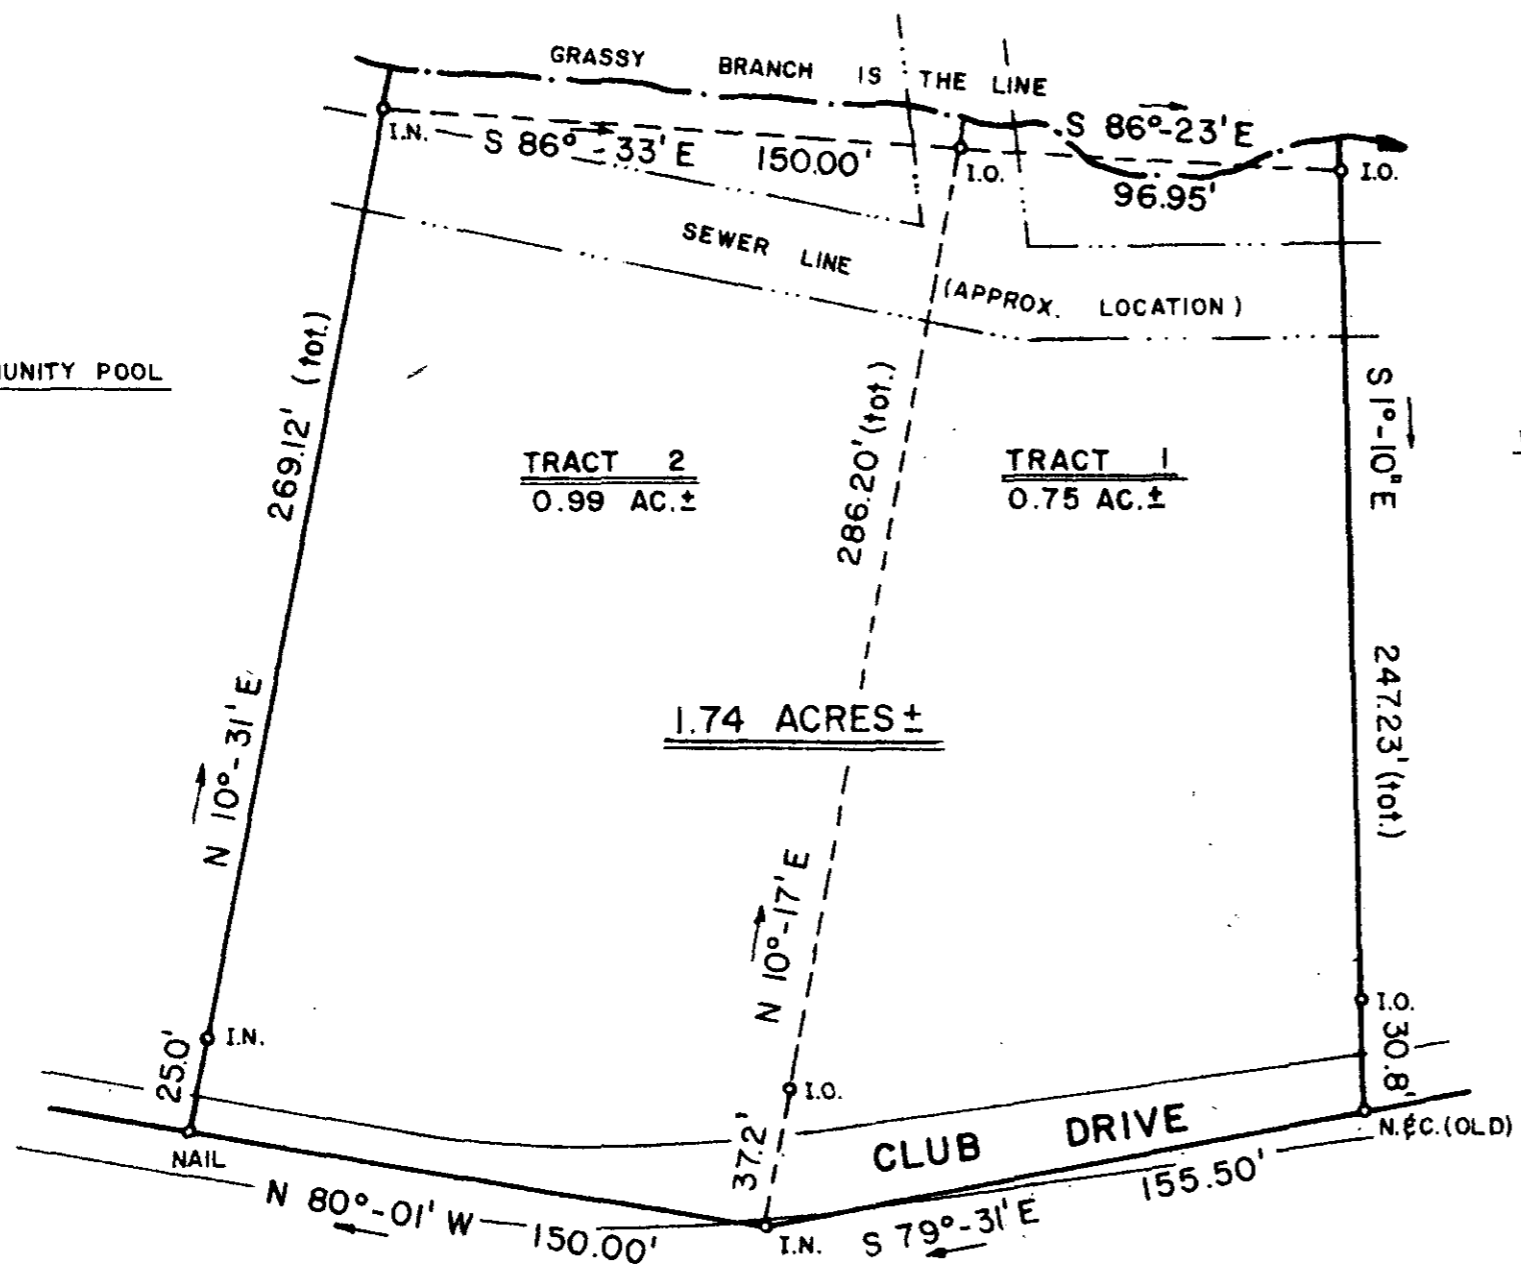 GRASSY BRANCH IS THE LINE
S 86°-23' E
I.N.
S 86°-33' E 150.00'
I.O.
96.95'
I.O.
SEWER LINE (APPROX. LOCATION)
UNITY POOL
269.12' (tot.)
286.20' (tot.)
S 1°-10" E
TRACT 2
0.99 AC.±
TRACT 1
0.75 AC.±
N 10°-31' E
1.74 ACRES ±
247.23' (tot.)
N 10°-17' E
25.0'
I.N.
I.O.
I.O.
30.8'
NAIL
37.2'
CLUB DRIVE
N.&C. (OLD)
N 80°-01' W 150.00'
I.N.
S 79°-31' E
155.50'